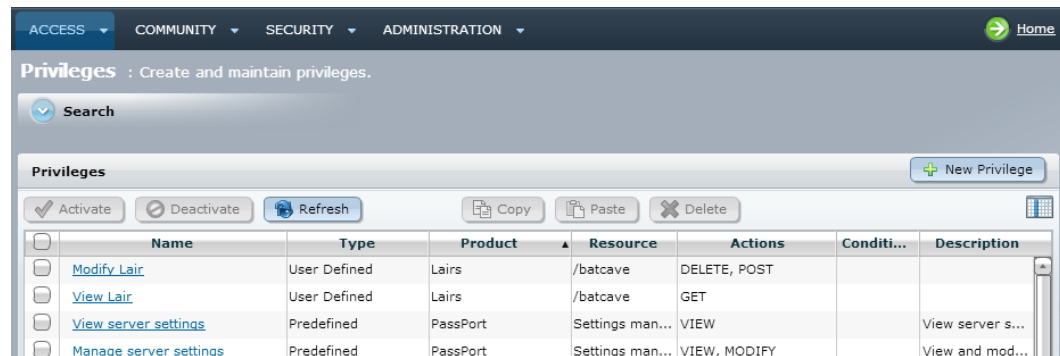 ACCESS COMMUNITY SECURITY ADMINISTRATION Home
Privileges : Create and maintain privileges.
Search
Privileges New Privilege
Activate Deactivate Refresh Copy Paste Delete
Name Type Product Resource Actions Conditi... Description
Modify Lair User Defined Lairs /batcave DELETE, POST
View Lair User Defined Lairs /batcave GET
View server settings Predefined PassPort Settings man... VIEW View server s...
Manage server settings Predefined PassPort Settings man... VIEW, MODIFY View and mod...